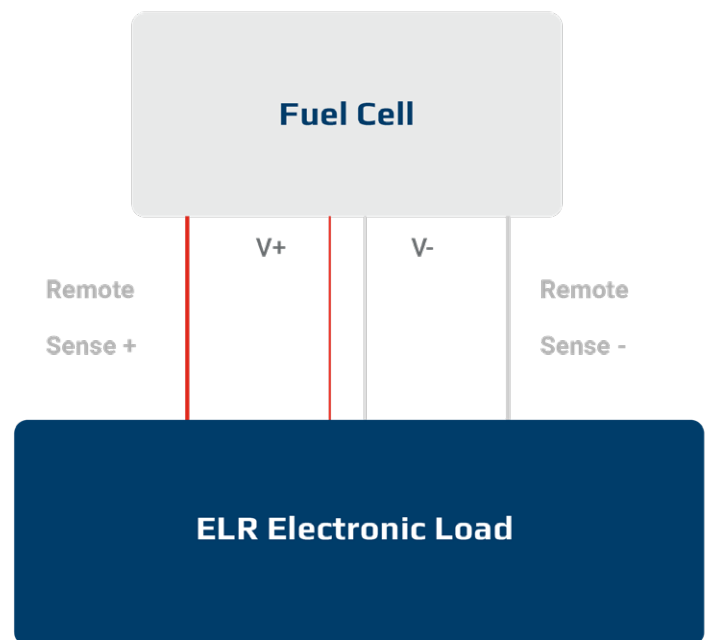 Fuel Cell
V+
V-
Remote
Sense +
Remote
Sense -
ELR Electronic Load